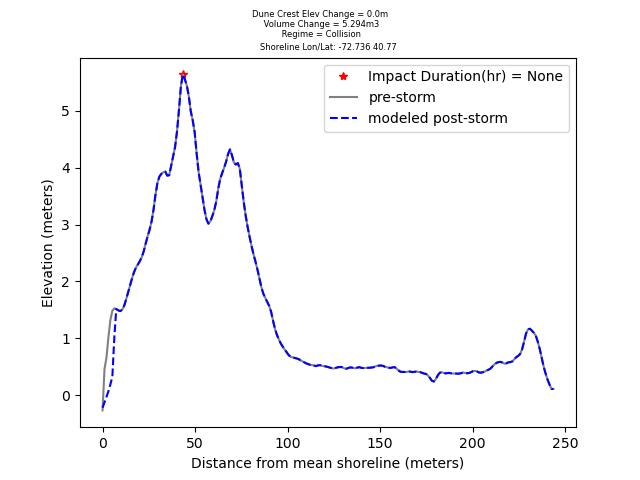 Dune Crest Elev Change = 0.0m
Volume Change = 5.294m3
Regime = Collision
Shoreline Lon/Lat: -72.736 40.77
Impact Duration(hr) = None
pre-storm
modeled post-storm
Elevation (meters)
5
4
3
2
1
0
0 50 100 150 200 250
Distance from mean shoreline (meters)